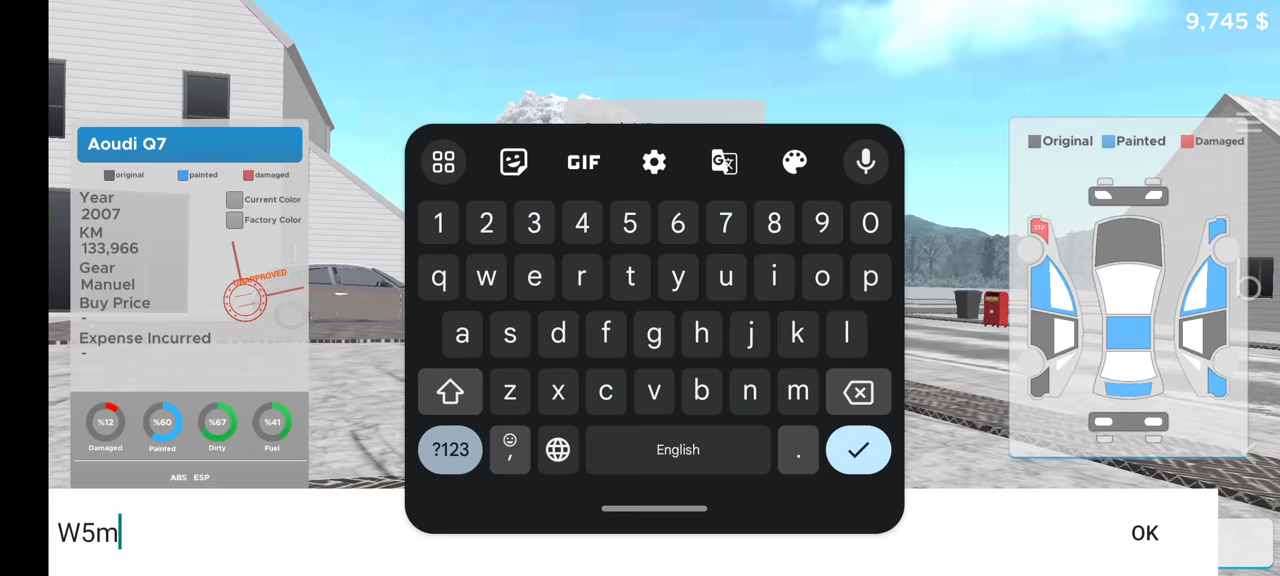 9,745 $
Aoudi Q7
original painted damaged
Year
2007
Current Color
Factory Color
KM
133,966
Gear
Manuel
UNAPPROVED
Buy Price
-
Expense Incurred
-
%12 %60 %67 %41
Damaged Painted Dirty Fuel
ABS ESP
Original Painted Damaged
GIF
1 2 3 4 5 6 7 8 9 0
q w e r t y u i o p
a s d f g h j k l
z x c v b n m
?123 , English .
W5m
OK